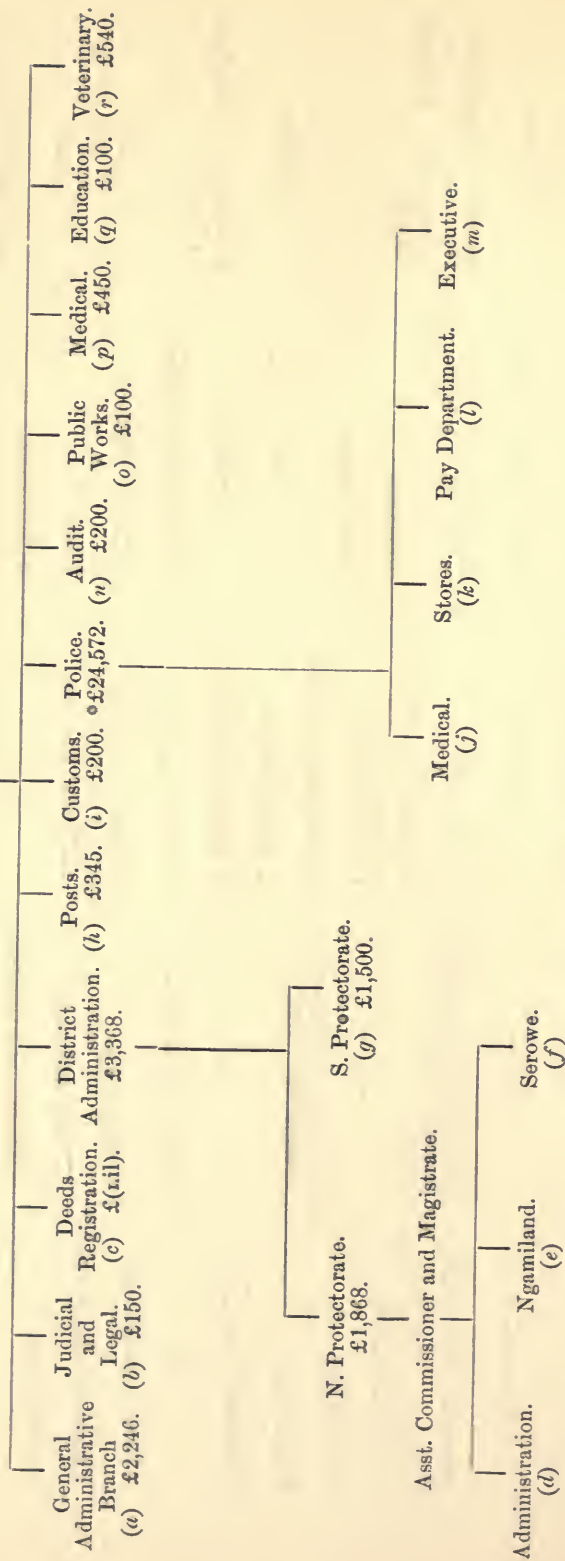 General
Administrative
Branch
(a) £2,246.
Judicial
and
Legal.
(b) £150.
Deeds
Registration.
(c) £(nil).
District
Administration.
£3,368.
Posts.
(h) £345.
Customs.
(i) £200.
Police.
°£24,572.
Audit.
(n) £200.
Public
Works.
(o) £100.
Medical.
(p) £450.
Education.
(q) £100.
Veterinary.
(r) £540.
N. Protectorate.
£1,868.
S. Protectorate.
(g) £1,500.
Asst. Commissioner and Magistrate.
Administration.
(d)
Ngamiland.
(e)
Serowe.
(f)
Medical.
(j)
Stores.
(k)
Pay Department.
(l)
Executive.
(m)